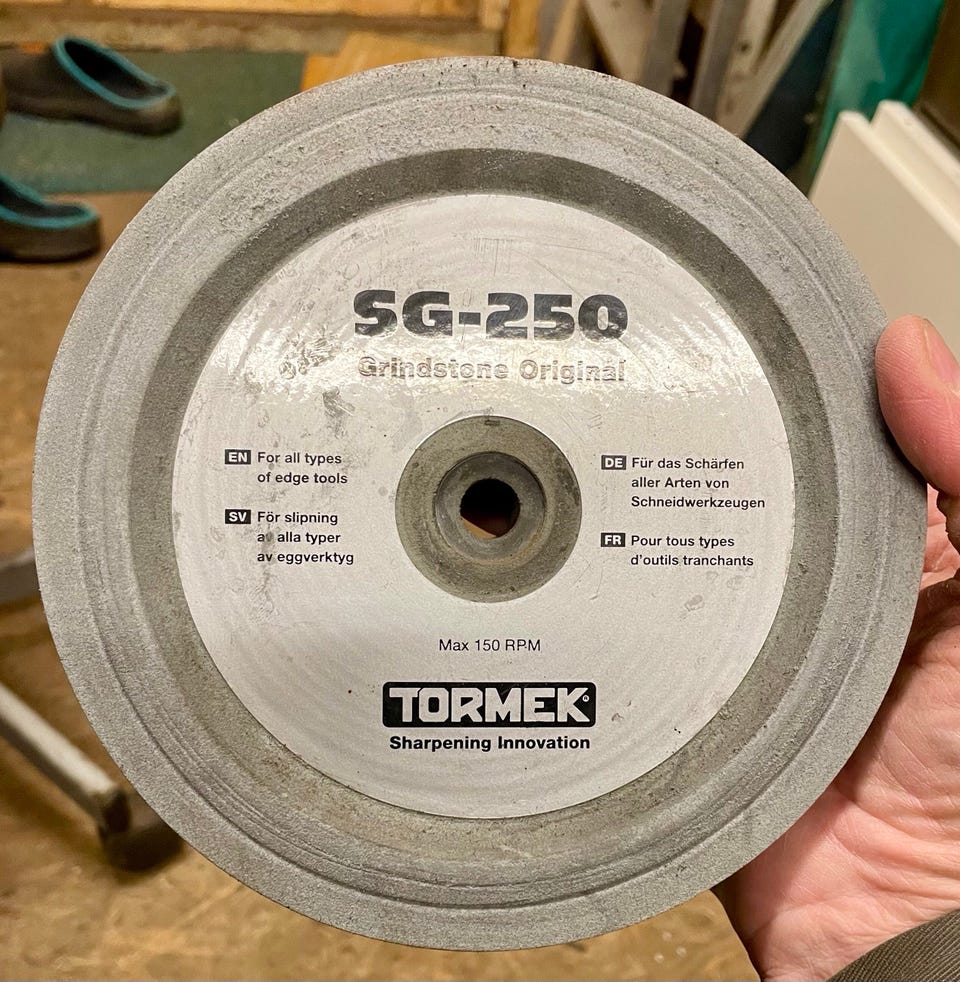 SG-250
Grindstone Original
EN For all types
of edge tools
SV För slipning
av alla typer
av eggverktyg
DE Für das Schärfen
aller Arten von
Schneidwerkzeugen
FR Pour tous types
d'outils tranchants
Max 150 RPM
TORMEK®
Sharpening Innovation